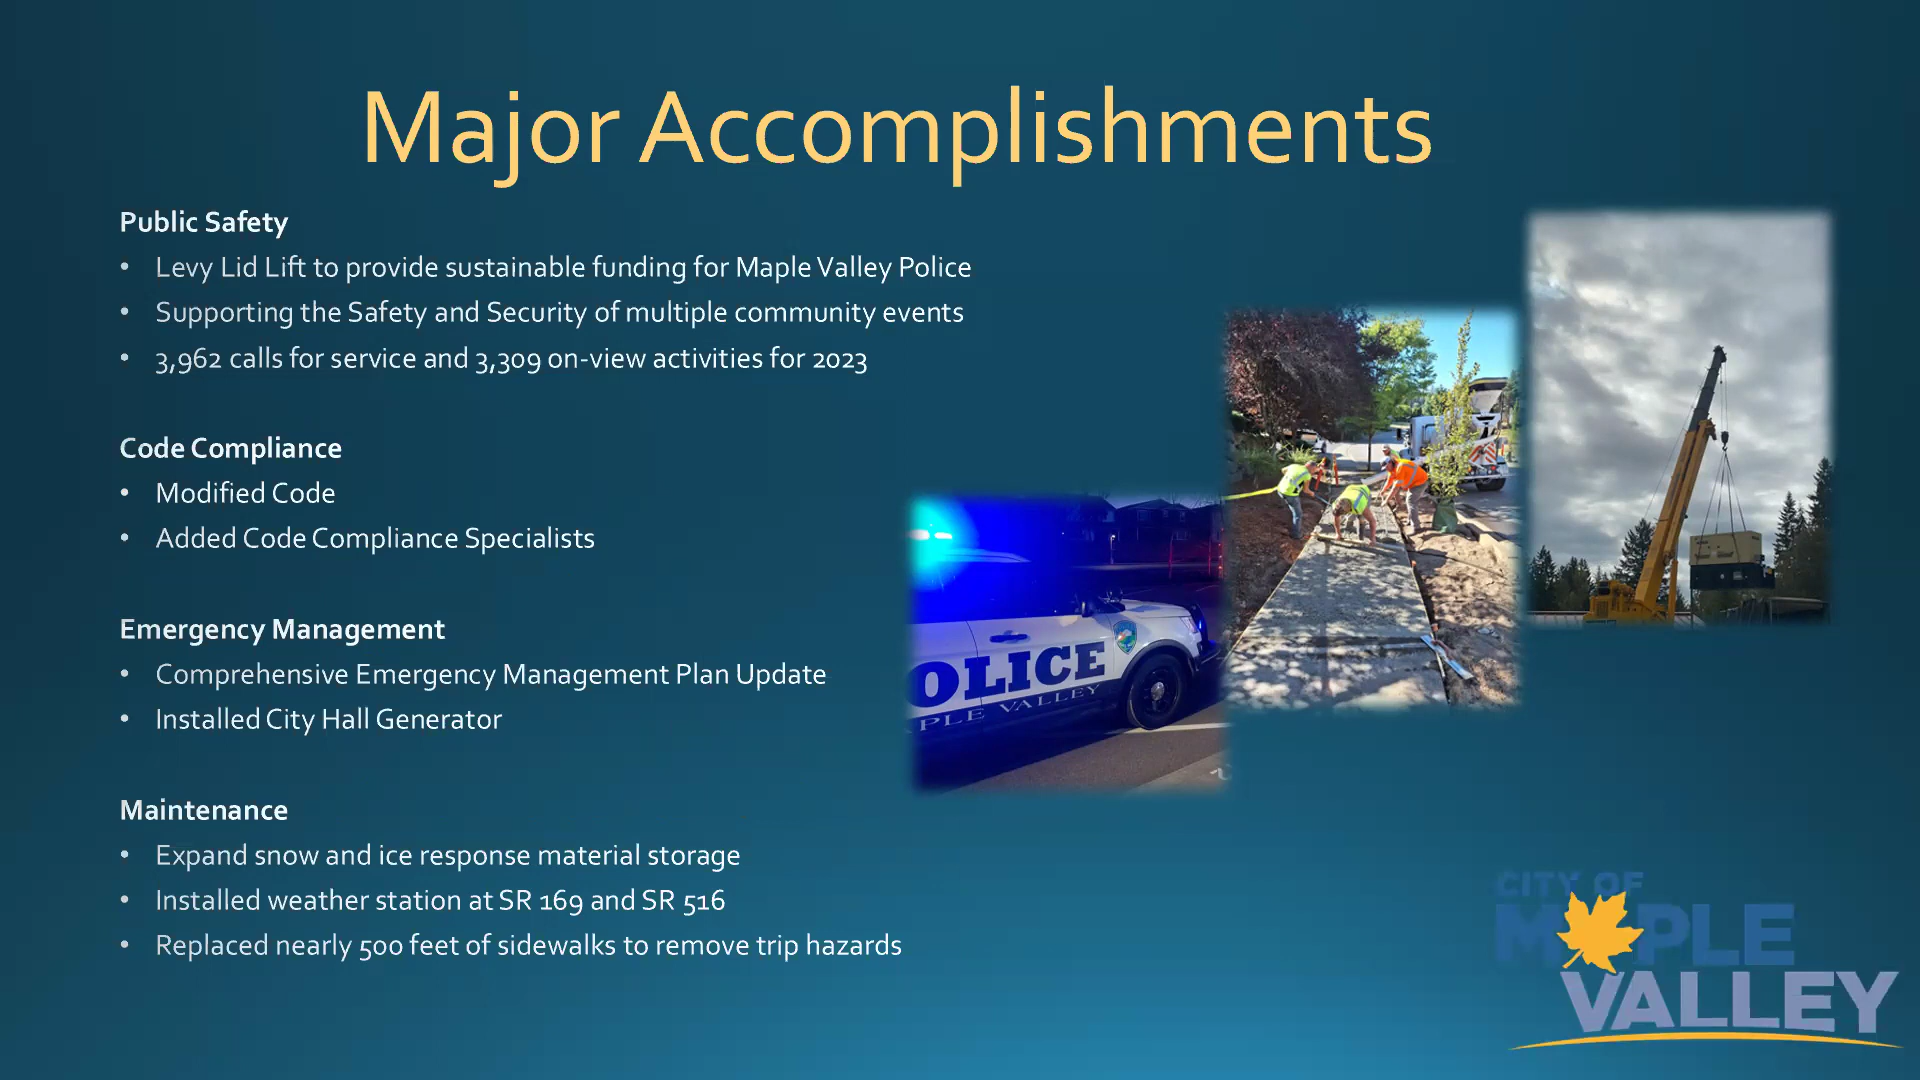 Major Accomplishments
Public Safety
• Levy Lid Lift to provide sustainable funding for Maple Valley Police
• Supporting the Safety and Security of multiple community events
• 3,962 calls for service and 3,309 on-view activities for 2023
Code Compliance
• Modified Code
• Added Code Compliance Specialists
Emergency Management
• Comprehensive Emergency Management Plan Update
• Installed City Hall Generator
Maintenance
• Expand snow and ice response material storage
• Installed weather station at SR 169 and SR 516
• Replaced nearly 500 feet of sidewalks to remove trip hazards
OLICE
PLE VALLEY
CITY OF
MAPLE
VALLEY